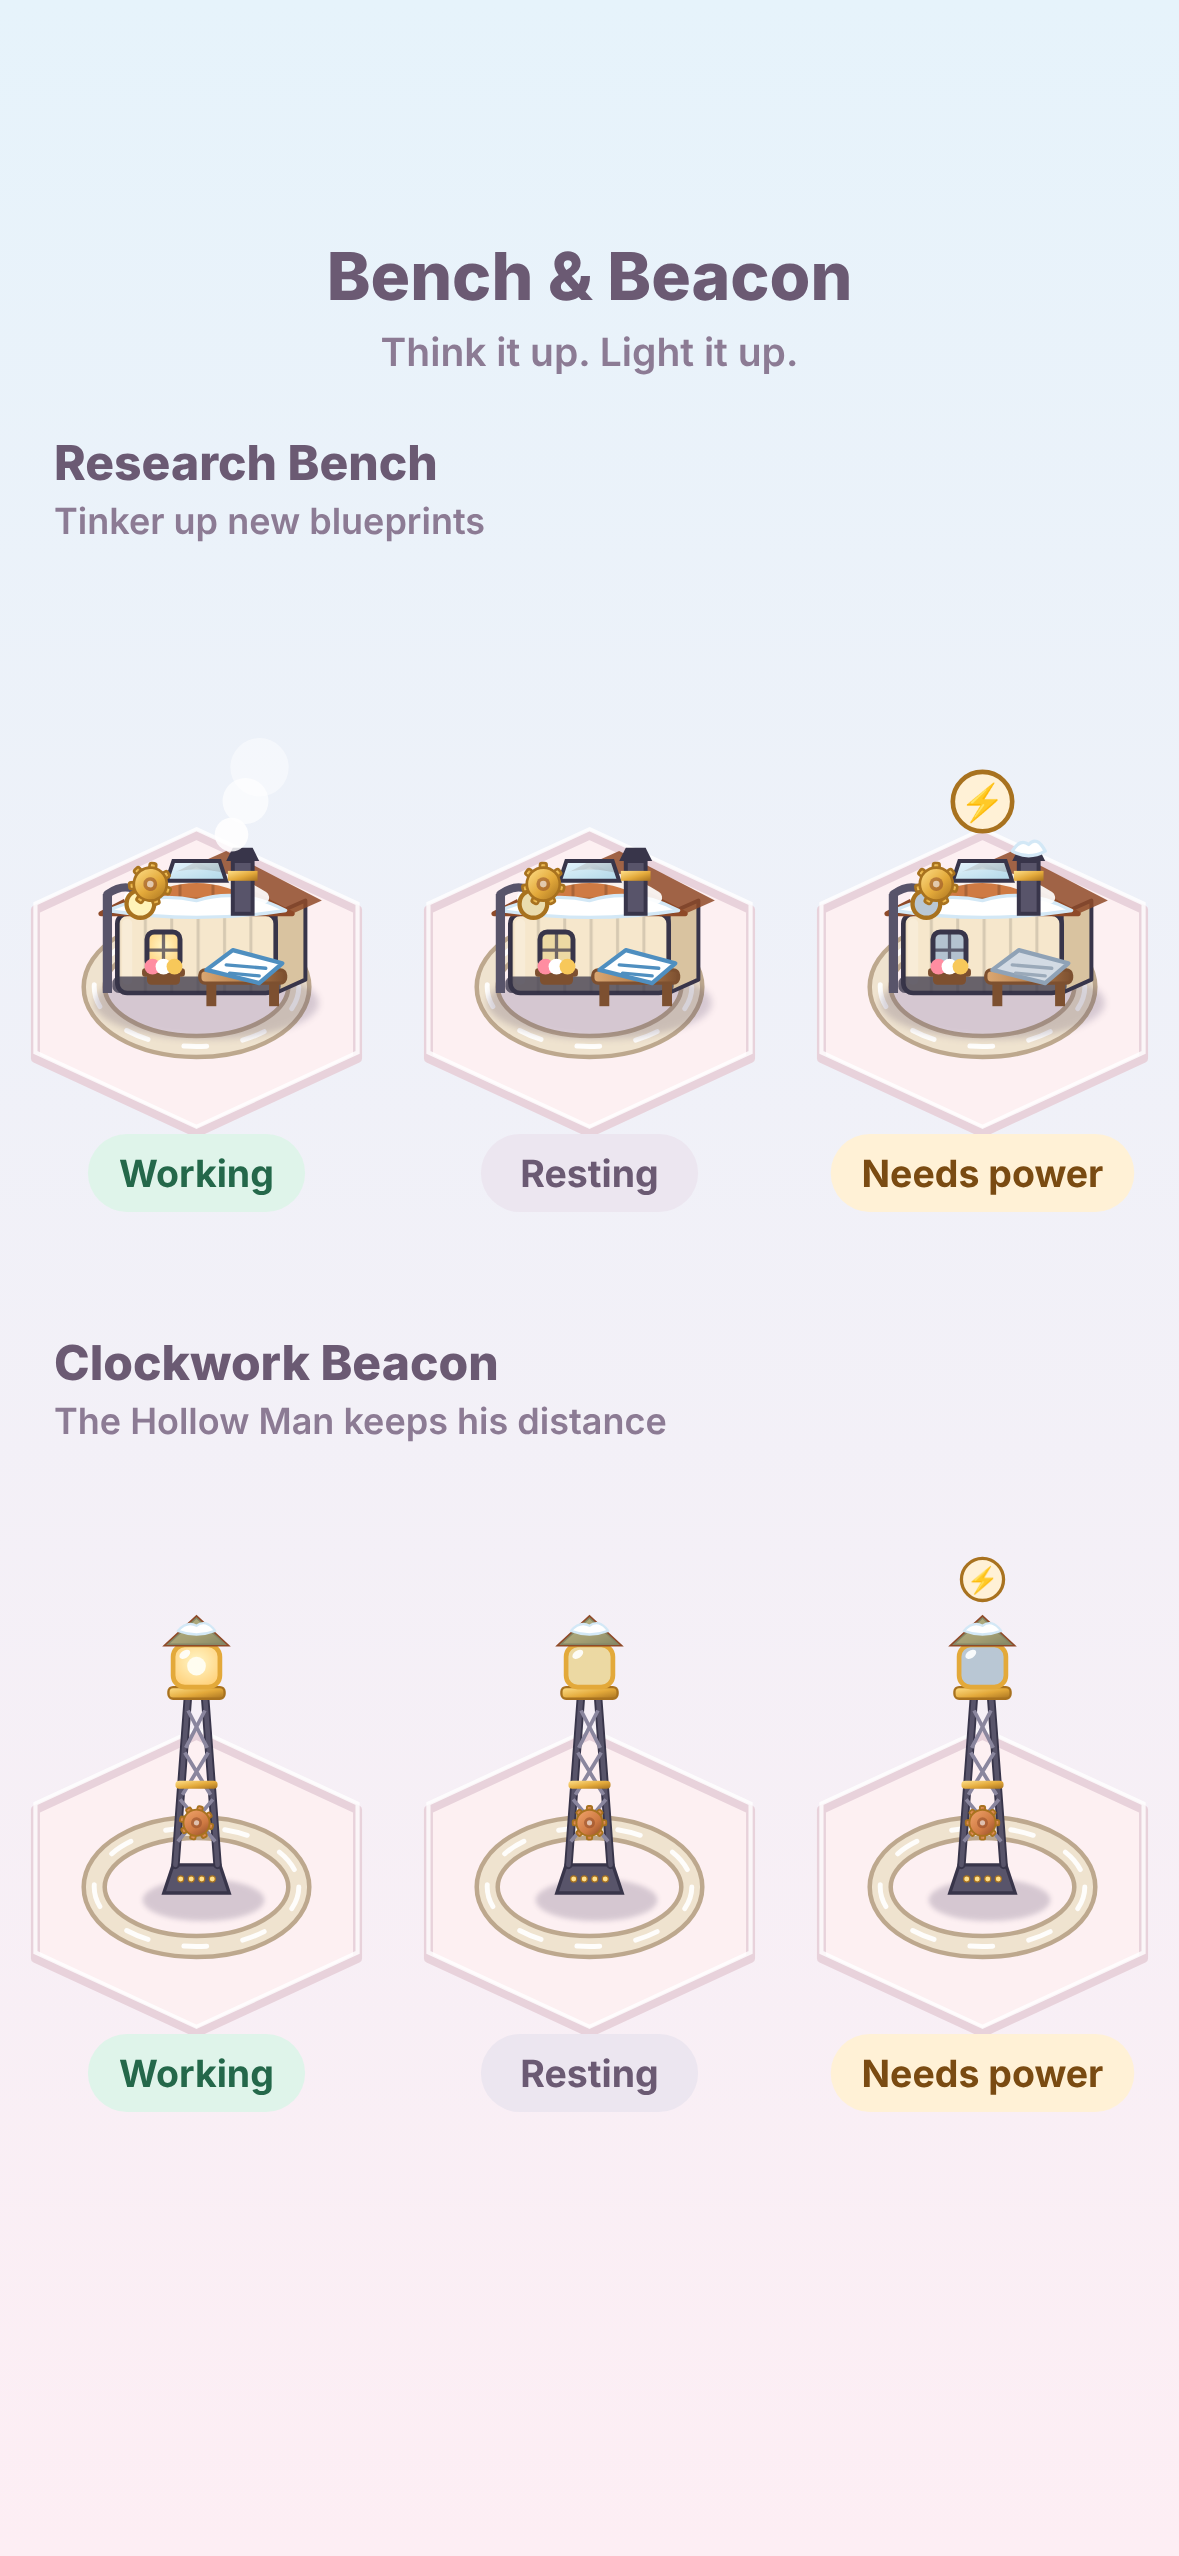 Bench & Beacon
Think it up. Light it up.
Research Bench
Tinker up new blueprints
Working
Resting
Needs power
Clockwork Beacon
The Hollow Man keeps his distance
Working
Resting
Needs power